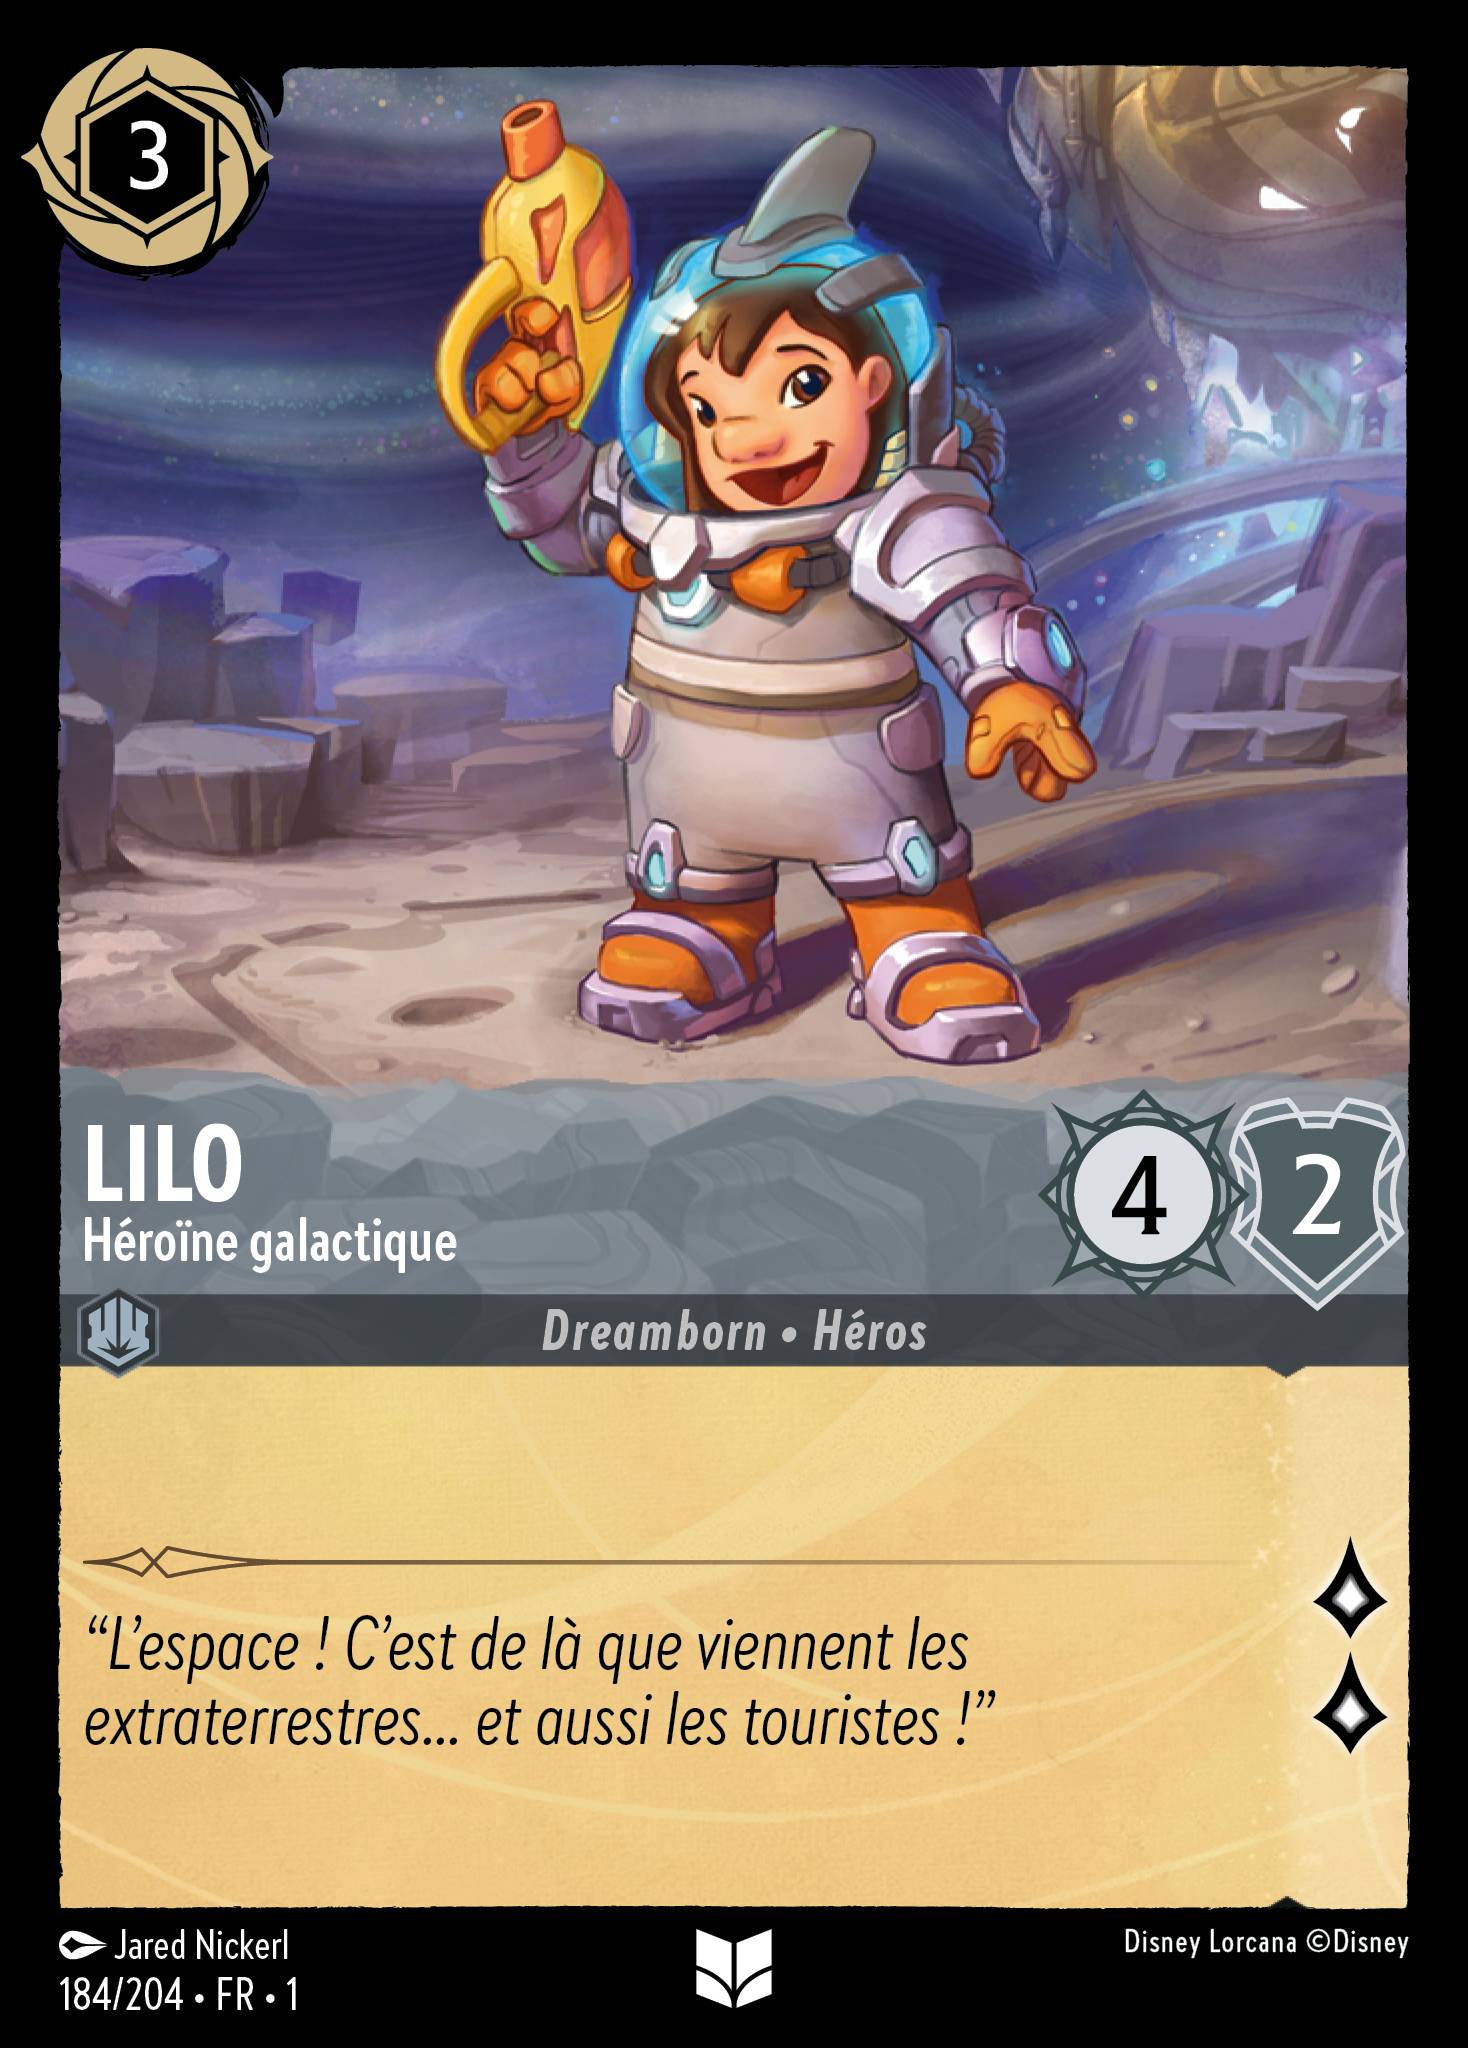 3
LILO
Héroïne galactique
4
2
Dreamborn • Héros
“L’espace ! C’est de là que viennent les
extraterrestres... et aussi les touristes !”
Jared Nickerl
184/204 • FR • 1
Disney Lorcana ©Disney